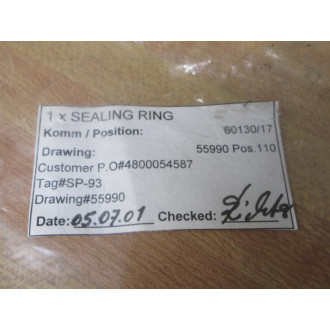 1 x SEALING RING
Komm / Position: 60130/17
Drawing: 55990 Pos.110
Customer P.O#4800054587
Tag#SP-93
Drawing#55990
Date: 05.07.01 Checked: